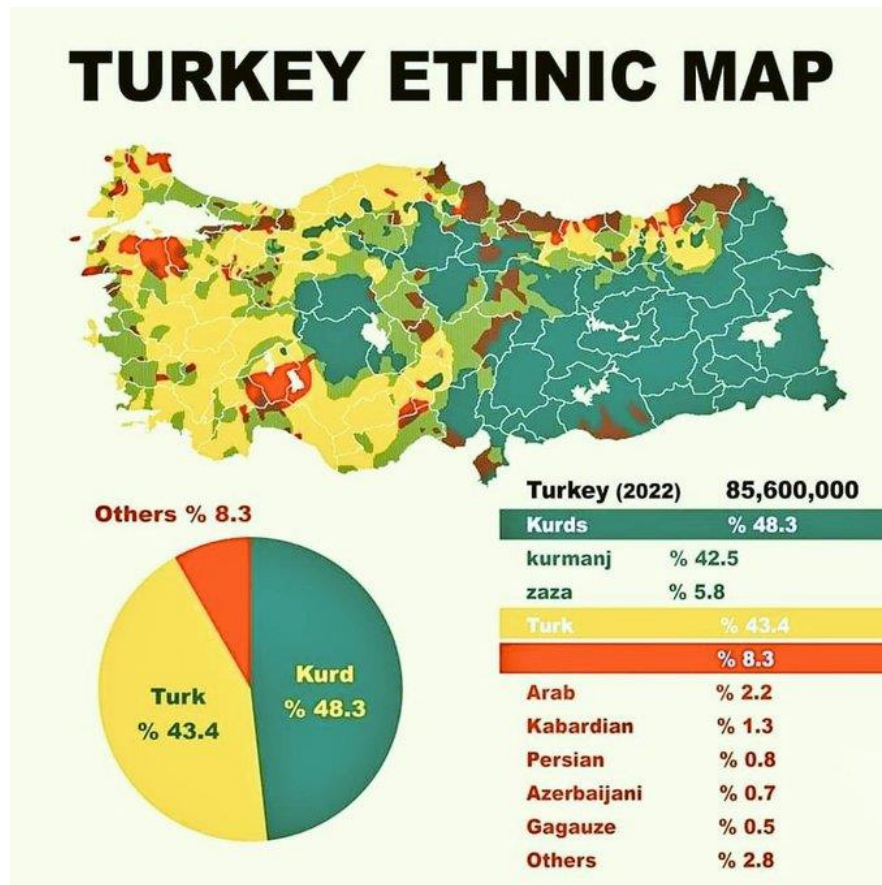 TURKEY ETHNIC MAP
Others % 8.3
Turk
% 43.4
Kurd
% 48.3
Turkey (2022) 85,600,000
Kurds % 48.3
kurmanj % 42.5
zaza % 5.8
Turk % 43.4
% 8.3
Arab % 2.2
Kabardian % 1.3
Persian % 0.8
Azerbaijani % 0.7
Gagauze % 0.5
Others % 2.8